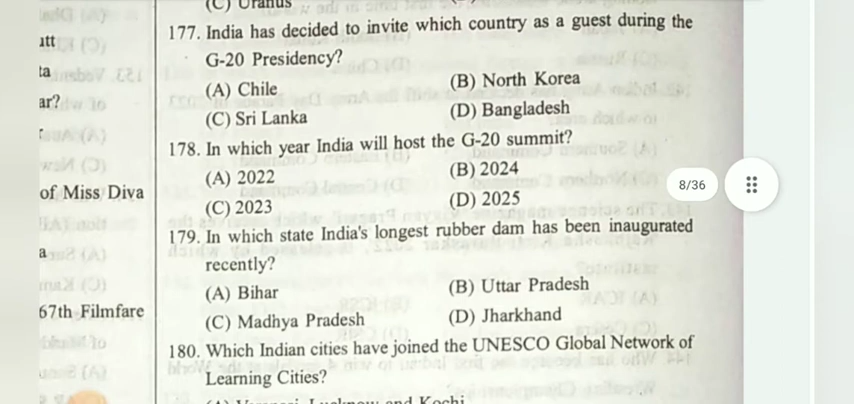 (C) Uranus
att
ta
ar?
of Miss Diva
a
67th Filmfare
177. India has decided to invite which country as a guest during the
G-20 Presidency?
(A) Chile (B) North Korea
(C) Sri Lanka (D) Bangladesh
178. In which year India will host the G-20 summit?
(A) 2022 (B) 2024
(C) 2023 (D) 2025
179. In which state India's longest rubber dam has been inaugurated
recently?
(A) Bihar (B) Uttar Pradesh
(C) Madhya Pradesh (D) Jharkhand
180. Which Indian cities have joined the UNESCO Global Network of
Learning Cities?
and Kochi
8/36